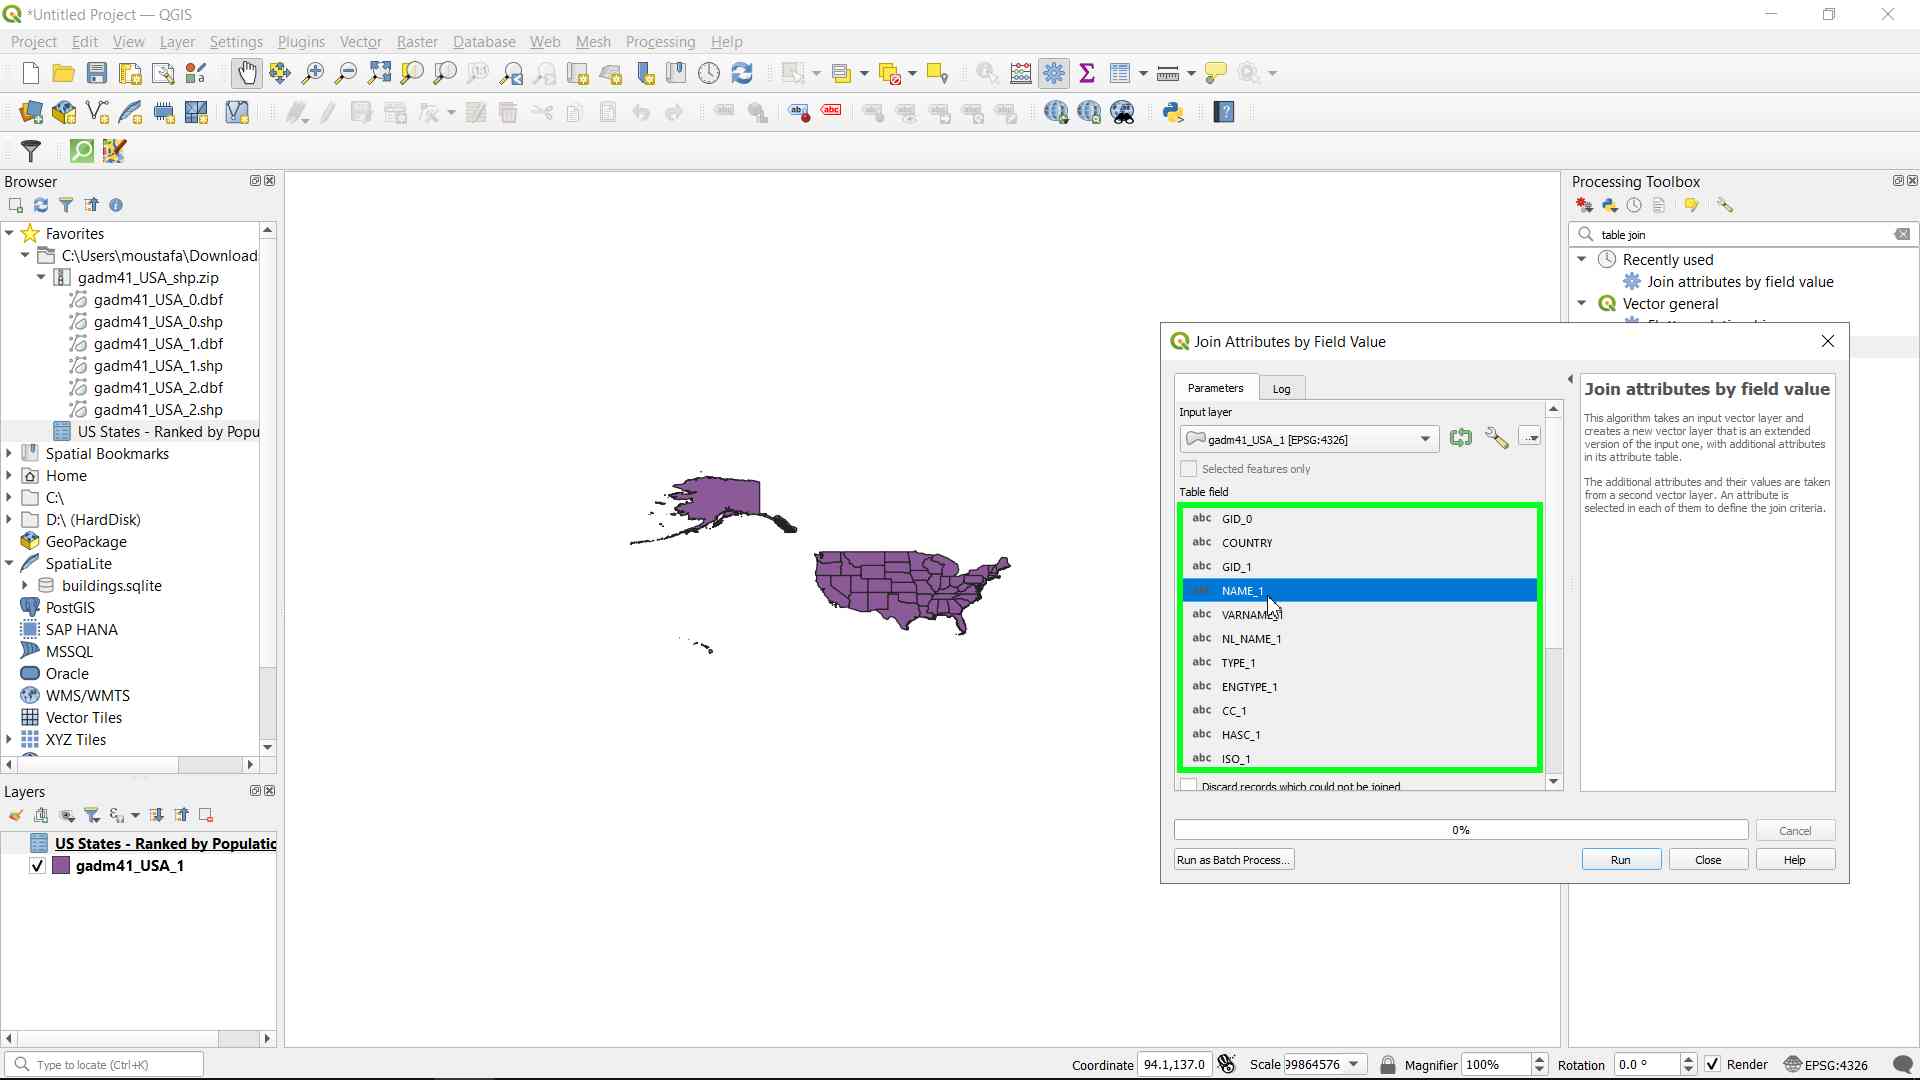 *Untitled Project — QGIS
Project Edit View Layer Settings Plugins Vector Raster Database Web Mesh Processing Help
Browser
Favorites
C:\Users\moustafa\Download
gadm41_USA_shp.zip
gadm41_USA_0.dbf
gadm41_USA_0.shp
gadm41_USA_1.dbf
gadm41_USA_1.shp
gadm41_USA_2.dbf
gadm41_USA_2.shp
US States - Ranked by Popu
Spatial Bookmarks
Home
C:\
D:\ (HardDisk)
GeoPackage
SpatiaLite
buildings.sqlite
PostGIS
SAP HANA
MSSQL
Oracle
WMS/WMTS
Vector Tiles
XYZ Tiles
Layers
US States - Ranked by Populatic
gadm41_USA_1
Processing Toolbox
table join
Recently used
Join attributes by field value
Vector general
Join Attributes by Field Value
Parameters Log
Input layer
gadm41_USA_1 [EPSG:4326]
Selected features only
Table field
abc GID_0
abc COUNTRY
abc GID_1
abc NAME_1
abc VARNAME_1
abc NL_NAME_1
abc TYPE_1
abc ENGTYPE_1
abc CC_1
abc HASC_1
abc ISO_1
Discard records which could not be joined
Join attributes by field value
This algorithm takes an input vector layer and
creates a new vector layer that is an extended
version of the input one, with additional attributes
in its attribute table.
The additional attributes and their values are taken
from a second vector layer. An attribute is
selected in each of them to define the join criteria.
0%
Cancel
Run as Batch Process... Run Close Help
Type to locate (Ctrl+K) Coordinate 94.1,137.0 Scale 99864576 Magnifier 100% Rotation 0.0 ° Render EPSG:4326